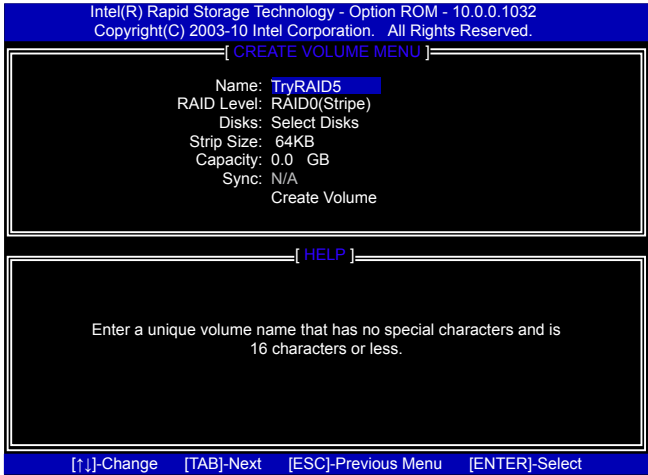 Intel(R) Rapid Storage Technology - Option ROM - 10.0.0.1032
Copyright(C) 2003-10 Intel Corporation. All Rights Reserved.
[ CREATE VOLUME MENU ]
Name: TryRAID5
RAID Level: RAID0(Stripe)
Disks: Select Disks
Strip Size: 64KB
Capacity: 0.0 GB
Sync: N/A
Create Volume
[ HELP ]
Enter a unique volume name that has no special characters and is
16 characters or less.
[↑↓]-Change [TAB]-Next [ESC]-Previous Menu [ENTER]-Select